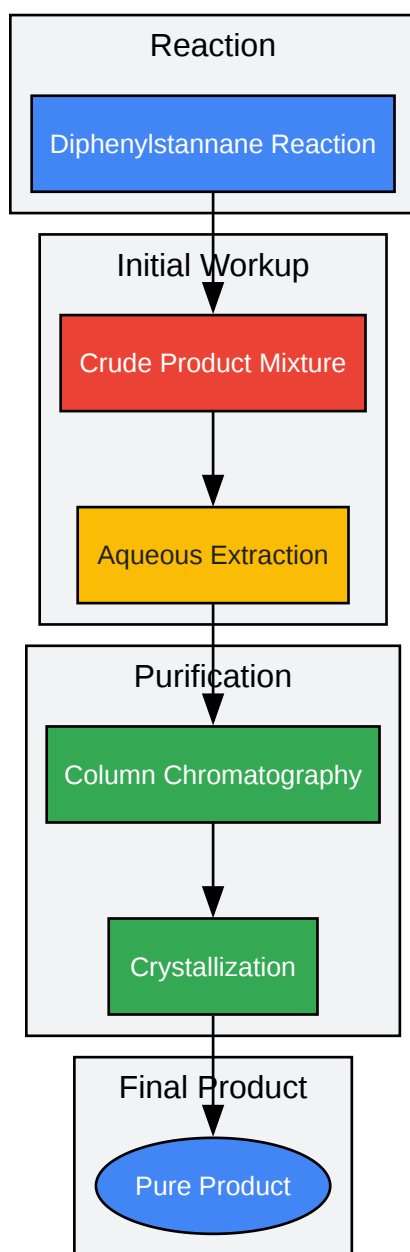 Reaction
Diphenylstannane Reaction
Initial Workup
Crude Product Mixture
Aqueous Extraction
Purification
Column Chromatography
Crystallization
Final Product
Pure Product